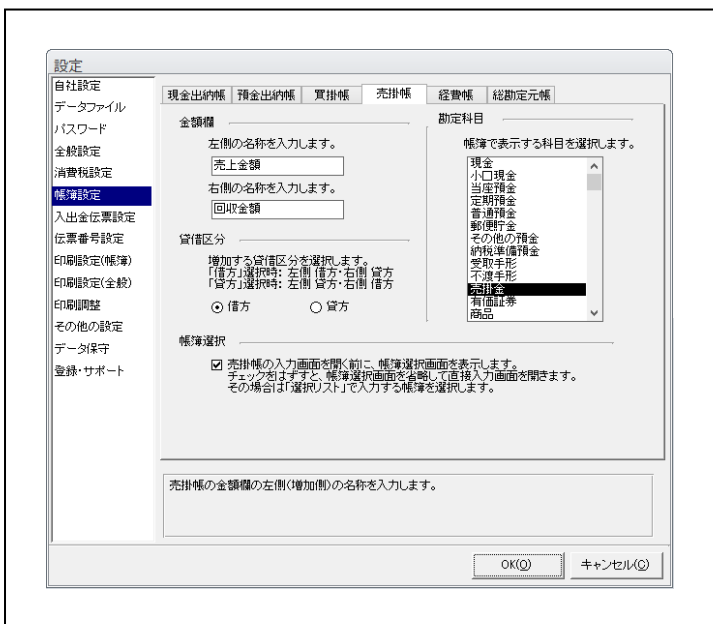 設定
自社設定
データファイル
パスワード
全般設定
消費税設定
帳簿設定
入出金伝票設定
伝票番号設定
印刷設定(帳簿)
印刷設定(全般)
印刷調整
その他の設定
データ保守
登録・サポート
現金出納帳 預金出納帳 買掛帳 売掛帳 経費帳 総勘定元帳
金額欄
左側の名称を入力します。
売上金額
右側の名称を入力します。
回収金額
貸借区分
増加する貸借区分を選択します。
「借方」選択時: 左側 借方・右側 貸方
「貸方」選択時: 左側 貸方・右側 借方
借方 貸方
勘定科目
帳簿で表示する科目を選択します。
現金
小口現金
当座預金
定期預金
普通預金
郵便貯金
その他の預金
納税準備預金
受取手形
不渡手形
売掛金
有価証券
商品
帳簿選択
売掛帳の入力画面を開く前に、帳簿選択画面を表示します。
チェックをはずすと、帳簿選択画面を省略して直接入力画面を開きます。
その場合は「選択リスト」で入力する帳簿を選択します。
売掛帳の金額欄の左側(増加側)の名称を入力します。
OK(O) キャンセル(C)